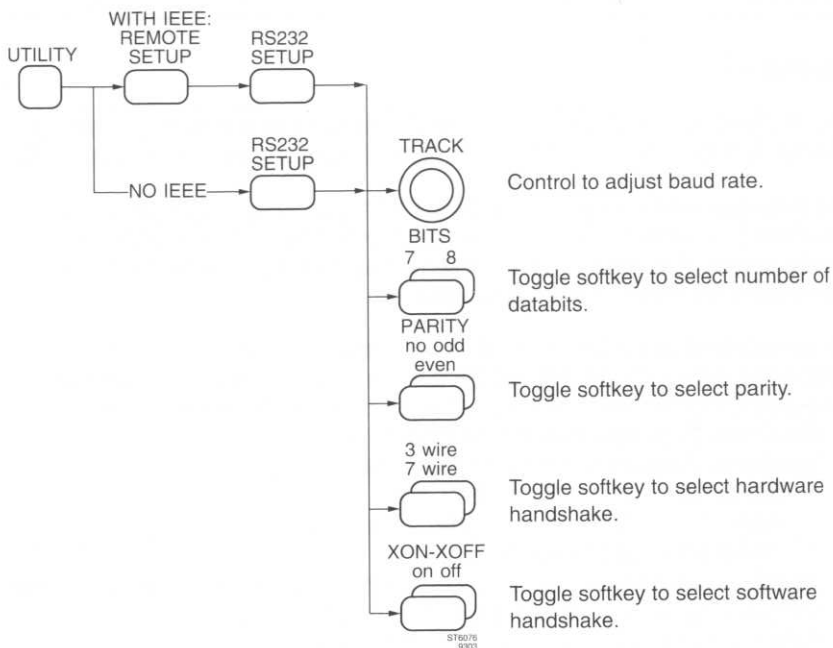 WITH IEEE:
REMOTE
SETUP
RS232
SETUP
UTILITY
RS232
SETUP
NO IEEE
TRACK
Control to adjust baud rate.
BITS
7 8
Toggle softkey to select number of
databits.
PARITY
no odd
even
Toggle softkey to select parity.
3 wire
7 wire
Toggle softkey to select hardware
handshake.
XON-XOFF
on off
Toggle softkey to select software
handshake.
ST6076
9303